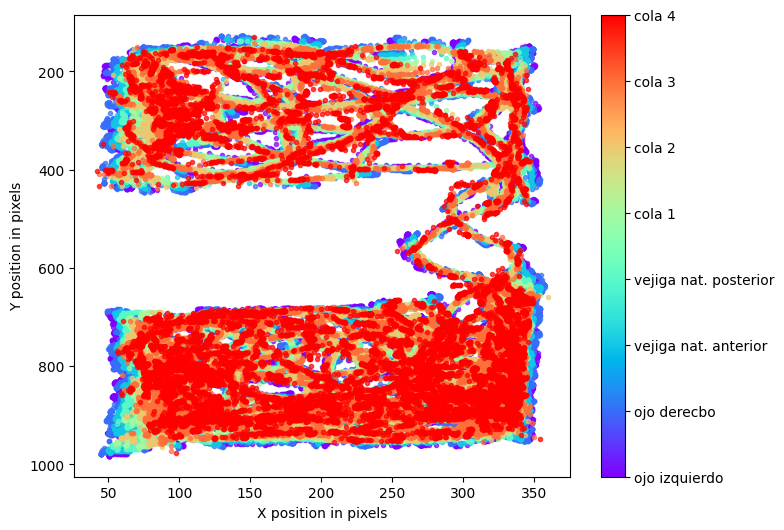 200
400
600
800
1000
Y position in pixels
50
100
150
200
250
300
350
X position in pixels
cola 4
cola 3
cola 2
cola 1
vejiga nat. posterior
vejiga nat. anterior
ojo derecbo
ojo izquierdo